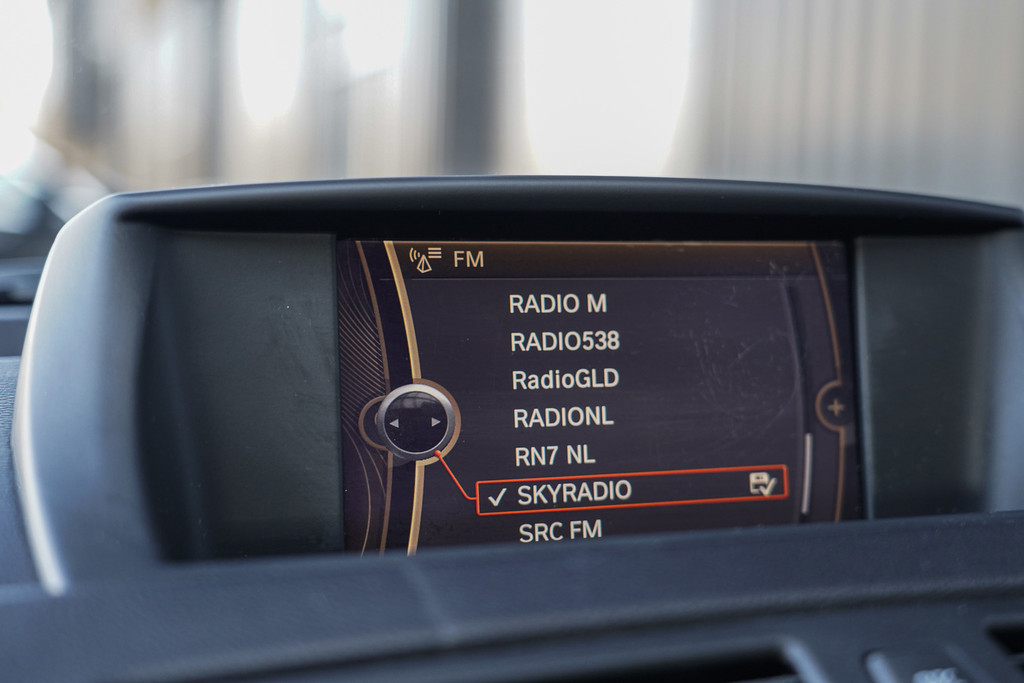 FM
RADIO M
RADIO538
RadioGLD
RADIONL
RN7 NL
SKYRADIO
SRC FM